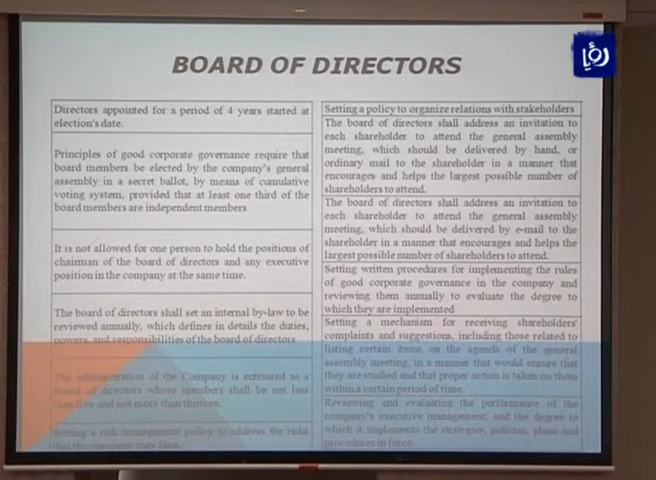 رؤيا
BOARD OF DIRECTORS
Directors appointed for a period of 4 years started at
election's date.
Principles of good corporate governance require that
board members be elected by the company's general
assembly in a secret ballot, by means of cumulative
voting system, provided that at least one third of the
board members are independent members
It is not allowed for one person to hold the positions of
chairman of the board of directors and any executive
position in the company at the same time.
The board of directors shall set an internal by-law to be
reviewed annually, which defines in details the duties,
powers, and responsibilities of the board of directors
The administration of the Company is entrusted to a
board of directors whose members shall be not less
than five and not more than thirteen.
Setting a risk management policy to address the risks
that the company may face.
Setting a policy to organize relations with stakeholders
The board of directors shall address an invitation to
each shareholder to attend the general assembly
meeting, which should be delivered by hand, or
ordinary mail to the shareholder in a manner that
encourages and helps the largest possible number of
shareholders to attend.
The board of directors shall address an invitation to
each shareholder to attend the general assembly
meeting, which should be delivered by e-mail to the
shareholder in a manner that encourages and helps the
largest possible number of shareholders to attend.
Setting written procedures for implementing the rules
of good corporate governance in the company and
reviewing them annually to evaluate the degree to
which they are implemented
Setting a mechanism for receiving shareholders'
complaints and suggestions, including those related to
listing certain items on the agenda of the general
assembly meeting, in a manner that would ensure that
they are studied and that proper action is taken on them
within a certain period of time.
Reviewing and evaluating the performance of the
company's executive management, and the degree to
which it implements the strategies, policies, plans and
procedures in force